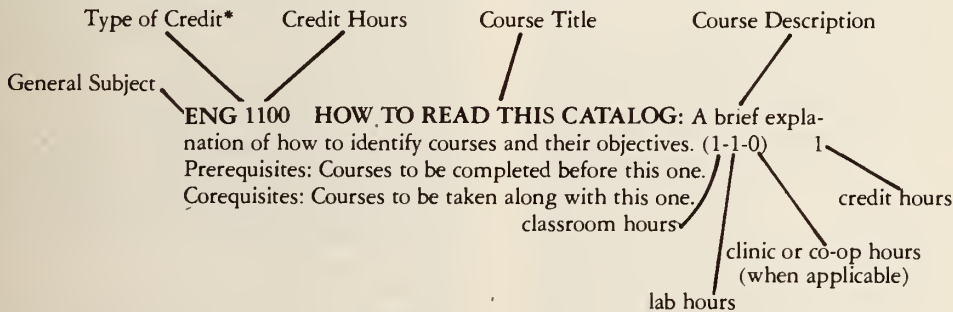 Type of Credit* Credit Hours Course Title Course Description
General Subject
ENG 1100 HOW TO READ THIS CATALOG: A brief expla-
nation of how to identify courses and their objectives. (1-1-0) 1
Prerequisites: Courses to be completed before this one.
Corequisites: Courses to be taken along with this one.
credit hours
classroom hours
clinic or co-op hours
(when applicable)
lab hours